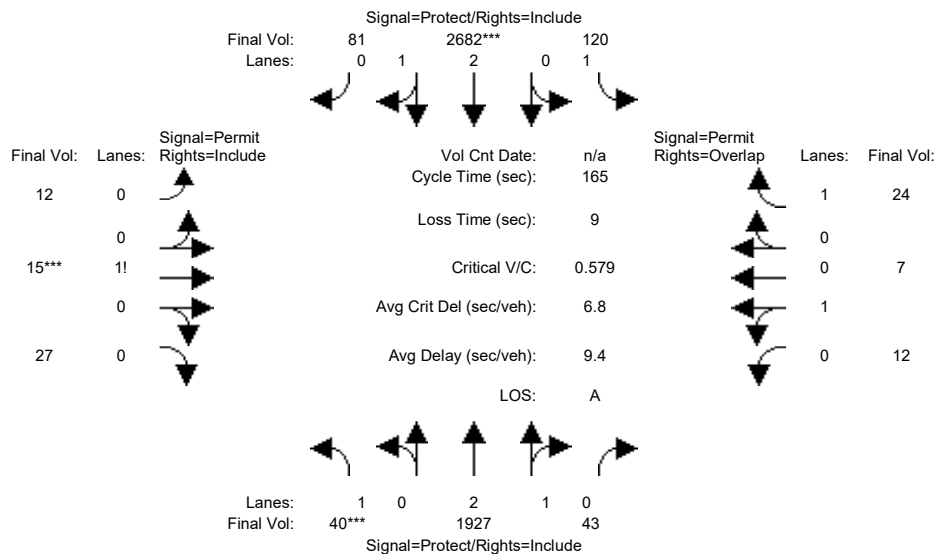 Signal=Protect/Rights=Include
Final Vol: 81 2682*** 120
Lanes: 0 1 2 0 1
Signal=Permit Signal=Permit
Final Vol: Lanes: Rights=Include Vol Cnt Date: n/a Rights=Overlap Lanes: Final Vol:
Cycle Time (sec): 165
12 0 1 24
Loss Time (sec): 9
0 0
15*** 1! Critical V/C: 0.579 0 7
0 Avg Crit Del (sec/veh): 6.8 1
27 0 Avg Delay (sec/veh): 9.4 0 12
LOS: A
Lanes: 1 0 2 1 0
Final Vol: 40*** 1927 43
Signal=Protect/Rights=Include